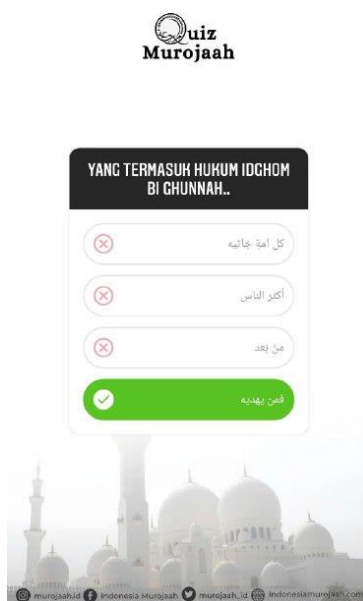 Quiz
Murojaah
YANG TERMASUK HUKUM IDGHOM
BI GHUNNAH..
كل امة جاثيه
أكثر الناس
من بعد
فمن يهديه
murojaah.id Indonesia Murojaah murojaah_id indonesiamurojaah.com